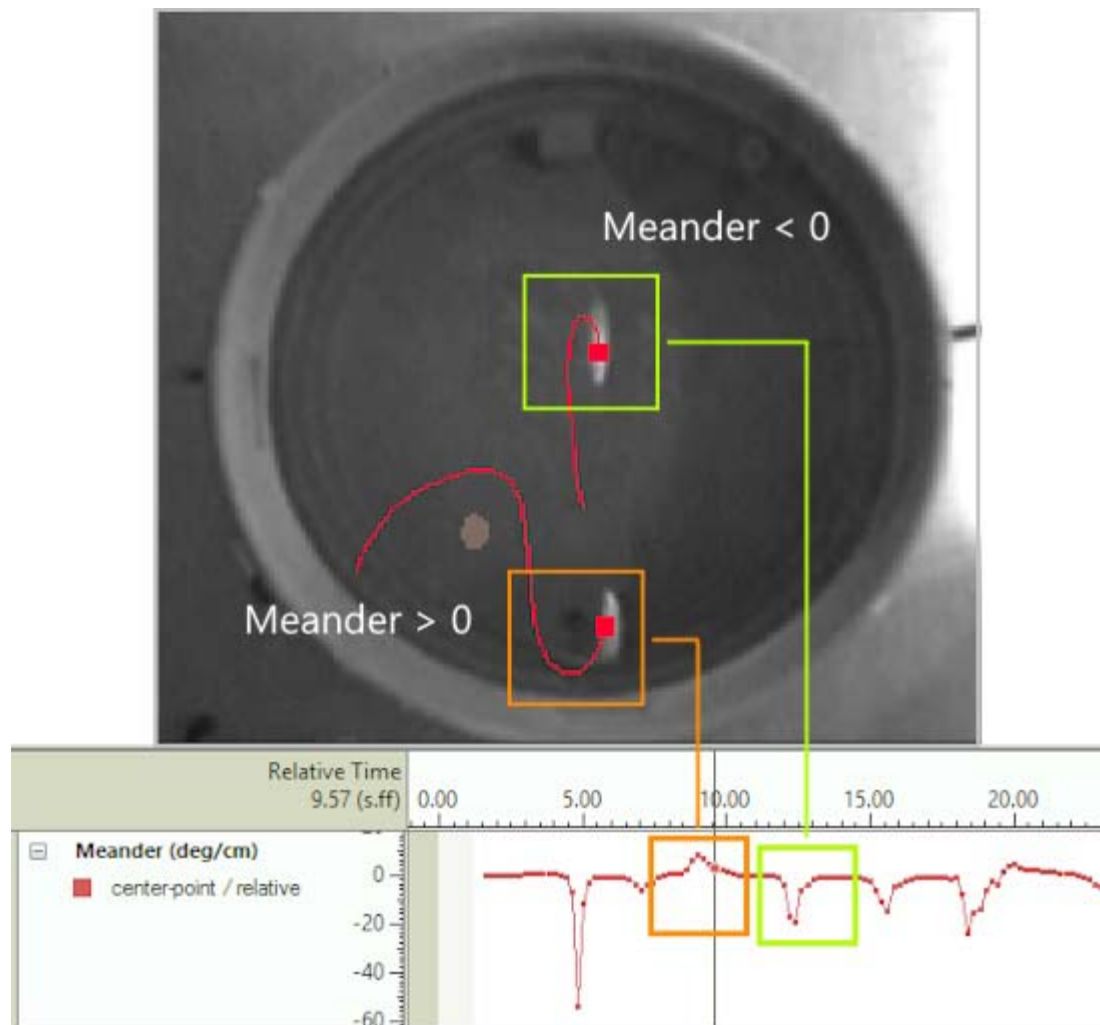 Meander < 0
Meander > 0
Relative Time
9.57 (s.ff)
0.00 5.00 10.00 15.00 20.00
Meander (deg/cm)
center-point / relative
0
-20
-40
-60